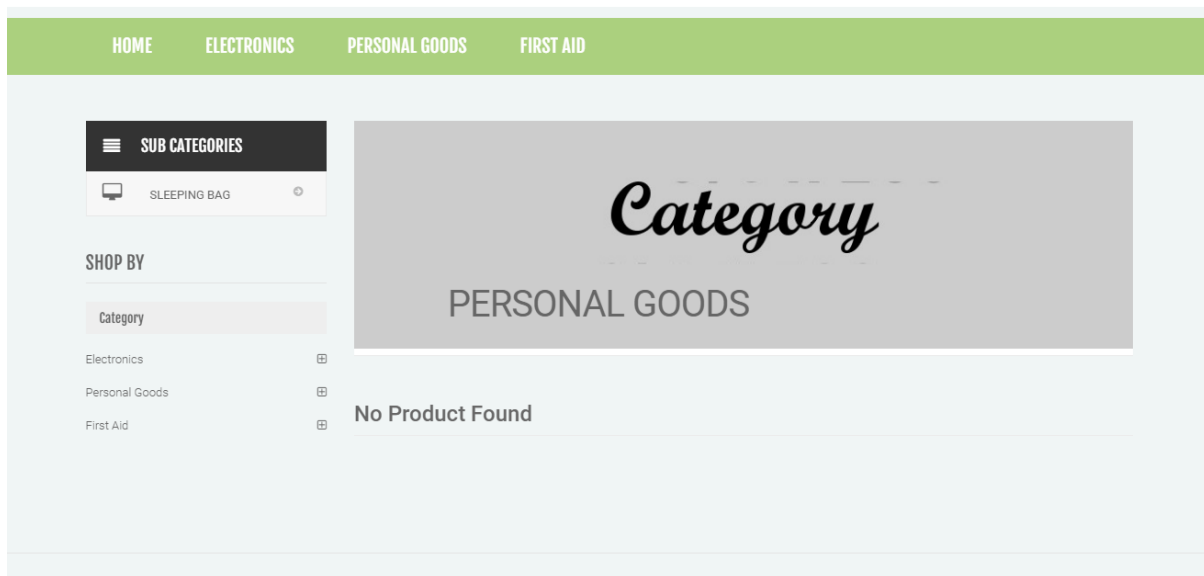 HOME ELECTRONICS PERSONAL GOODS FIRST AID
SUB CATEGORIES
SLEEPING BAG
SHOP BY
Category
Electronics
Personal Goods
First Aid
Category
PERSONAL GOODS
No Product Found